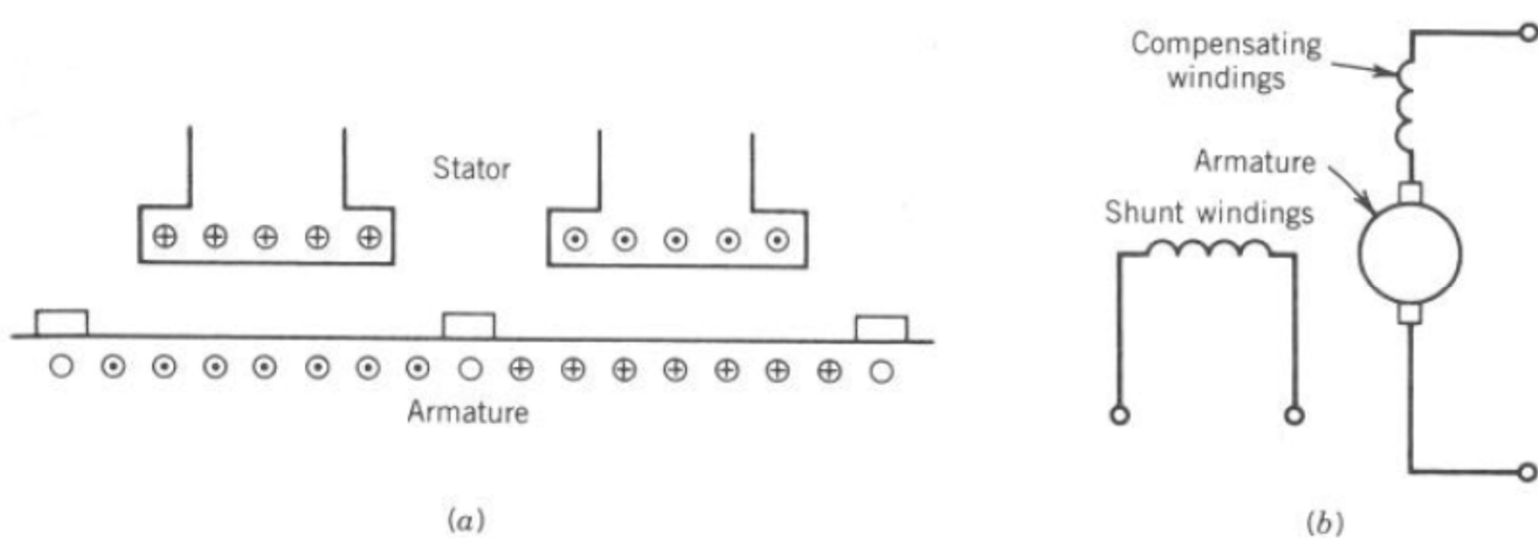 Stator
Armature
(a)
Compensating
windings
Armature
Shunt windings
(b)